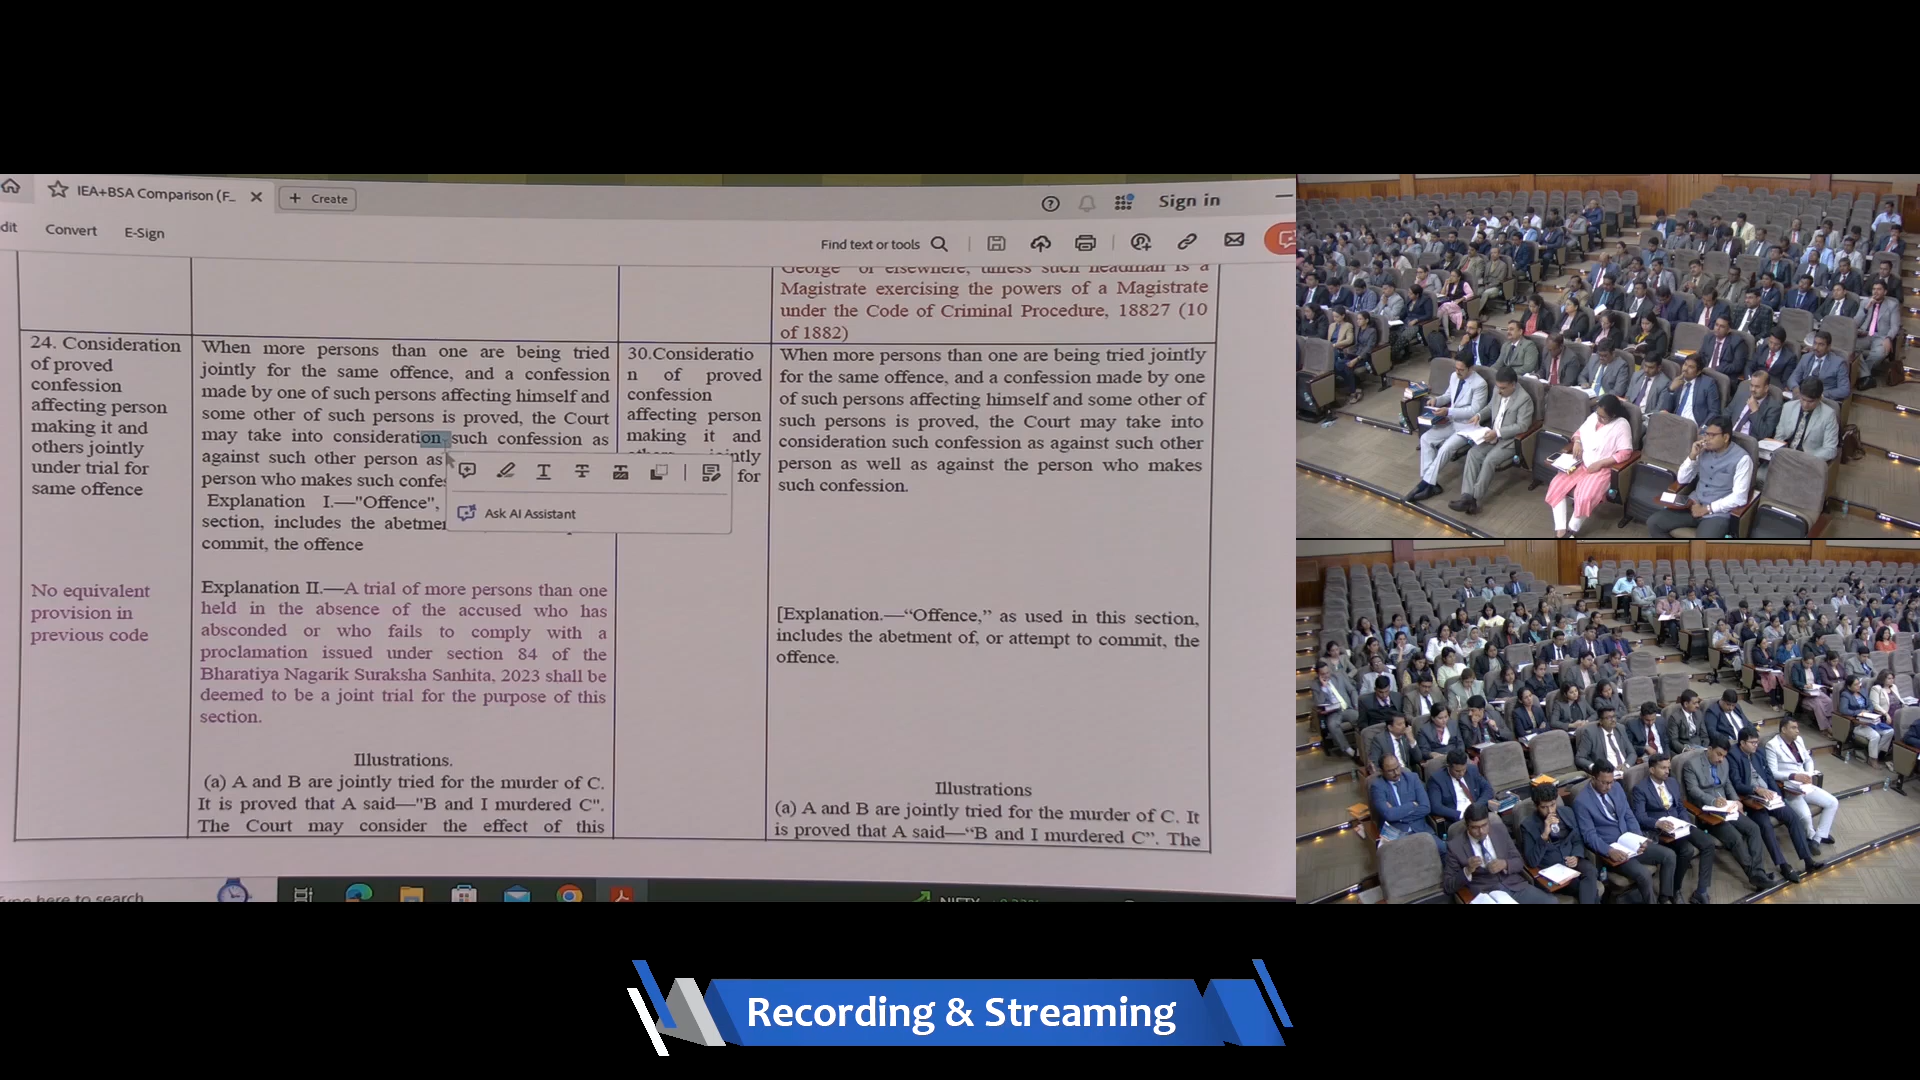 IEA+BSA Comparison (F_
Create
Sign in
dit
Convert
E-Sign
Find text or tools
George" or elsewhere, unless such headman is a
Magistrate exercising the powers of a Magistrate
under the Code of Criminal Procedure, 18827 (10
of 1882)
24. Consideration
of proved
confession
affecting person
making it and
others jointly
under trial for
same offence
No equivalent
provision in
previous code
When more persons than one are being tried
jointly for the same offence, and a confession
made by one of such persons affecting himself and
some other of such persons is proved, the Court
may take into consideration such confession as
against such other person as
person who makes such confe
Explanation I.—"Offence",
section, includes the abetmen
commit, the offence
Explanation II.—A trial of more persons than one
held in the absence of the accused who has
absconded or who fails to comply with a
proclamation issued under section 84 of the
Bharatiya Nagarik Suraksha Sanhita, 2023 shall be
deemed to be a joint trial for the purpose of this
section.
Illustrations.
(a) A and B are jointly tried for the murder of C.
It is proved that A said—"B and I murdered C".
The Court may consider the effect of this
Ask AI Assistant
30.Consideratio
n of proved
confession
affecting person
making it and
ntly
for
When more persons than one are being tried jointly
for the same offence, and a confession made by one
of such persons affecting himself and some other of
such persons is proved, the Court may take into
consideration such confession as against such other
person as well as against the person who makes
such confession.
[Explanation.—“Offence,” as used in this section,
includes the abetment of, or attempt to commit, the
offence.
Illustrations
(a) A and B are jointly tried for the murder of C. It
is proved that A said—“B and I murdered C”. The
ype here to search
NIFTY
Recording & Streaming